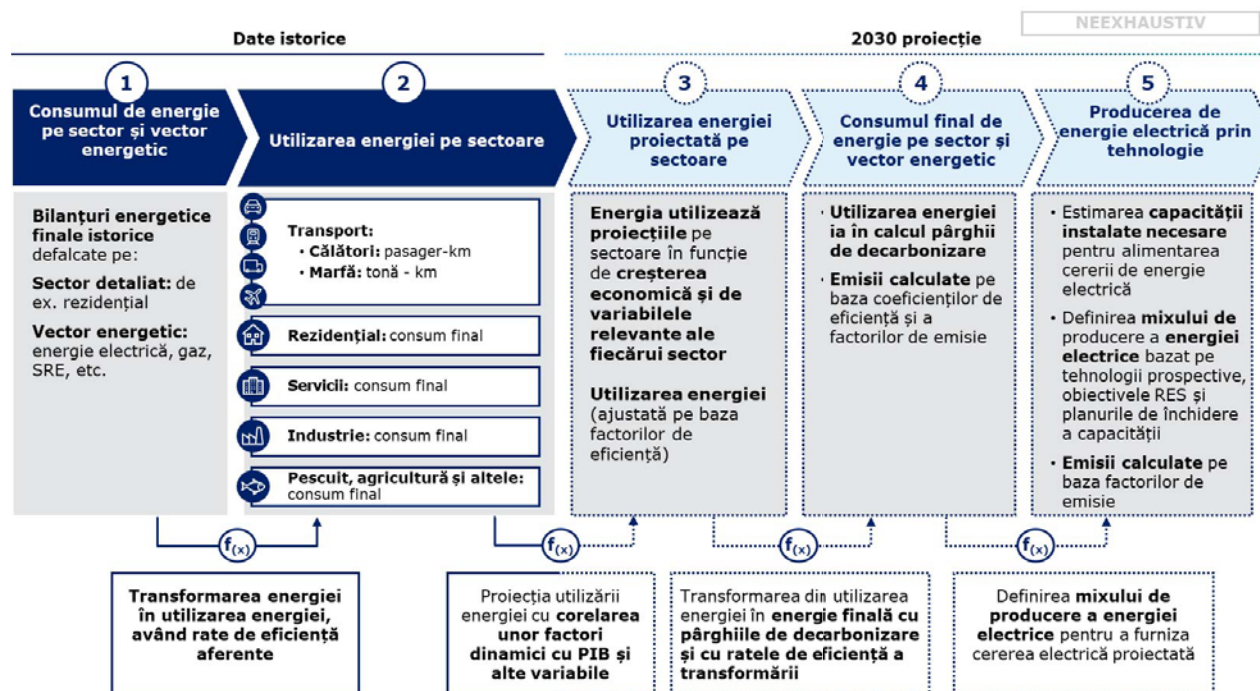 NEEXHAUSTIV
Date istorice
2030 proiecție
1
Consumul de energie
pe sector și vector
energetic
2
Utilizarea energiei pe sectoare
3
Utilizarea energiei
proiectată pe
sectoare
4
Consumul final de
energie pe sector și
vector energetic
5
Producerea de
energie electrică prin
tehnologie
Bilanțuri energetice
finale istorice
defalcate pe:
Sector detaliat: de
ex. rezidențial
Vector energetic:
energie electrică, gaz,
SRE, etc.
Transport:
· Călători: pasager-km
· Marfă: tonă - km
Rezidențial: consum final
Servicii: consum final
Industrie: consum final
Pescuit, agricultură și altele:
consum final
Energia utilizează
proiecțiile pe
sectoare în funcție
de creșterea
economică și de
variabilele
relevante ale
fiecărui sector
Utilizarea energiei
(ajustată pe baza
factorilor de
eficiență)
· Utilizarea energiei
ia în calcul pârghii
de decarbonizare
· Emisii calculate pe
baza coeficienților de
eficiență și a
factorilor de emisie
· Estimarea capacității
instalate necesare
pentru alimentarea
cererii de energie
electrică
· Definirea mixului de
producere a energiei
electrice bazat pe
tehnologii prospective,
obiectivele RES și
planurile de închidere
a capacității
· Emisii calculate pe
baza factorilor de
emisie
f(x)
f(x)
f(x)
f(x)
Transformarea energiei
în utilizarea energiei,
având rate de eficiență
aferente
Proiecția utilizării
energiei cu corelarea
unor factori
dinamici cu PIB și
alte variabile
Transformarea din utilizarea
energiei în energie finală cu
pârghiile de decarbonizare
și cu ratele de eficiență a
transformării
Definirea mixului de
producere a energiei
electrice pentru a furniza
cererea electrică proiectată